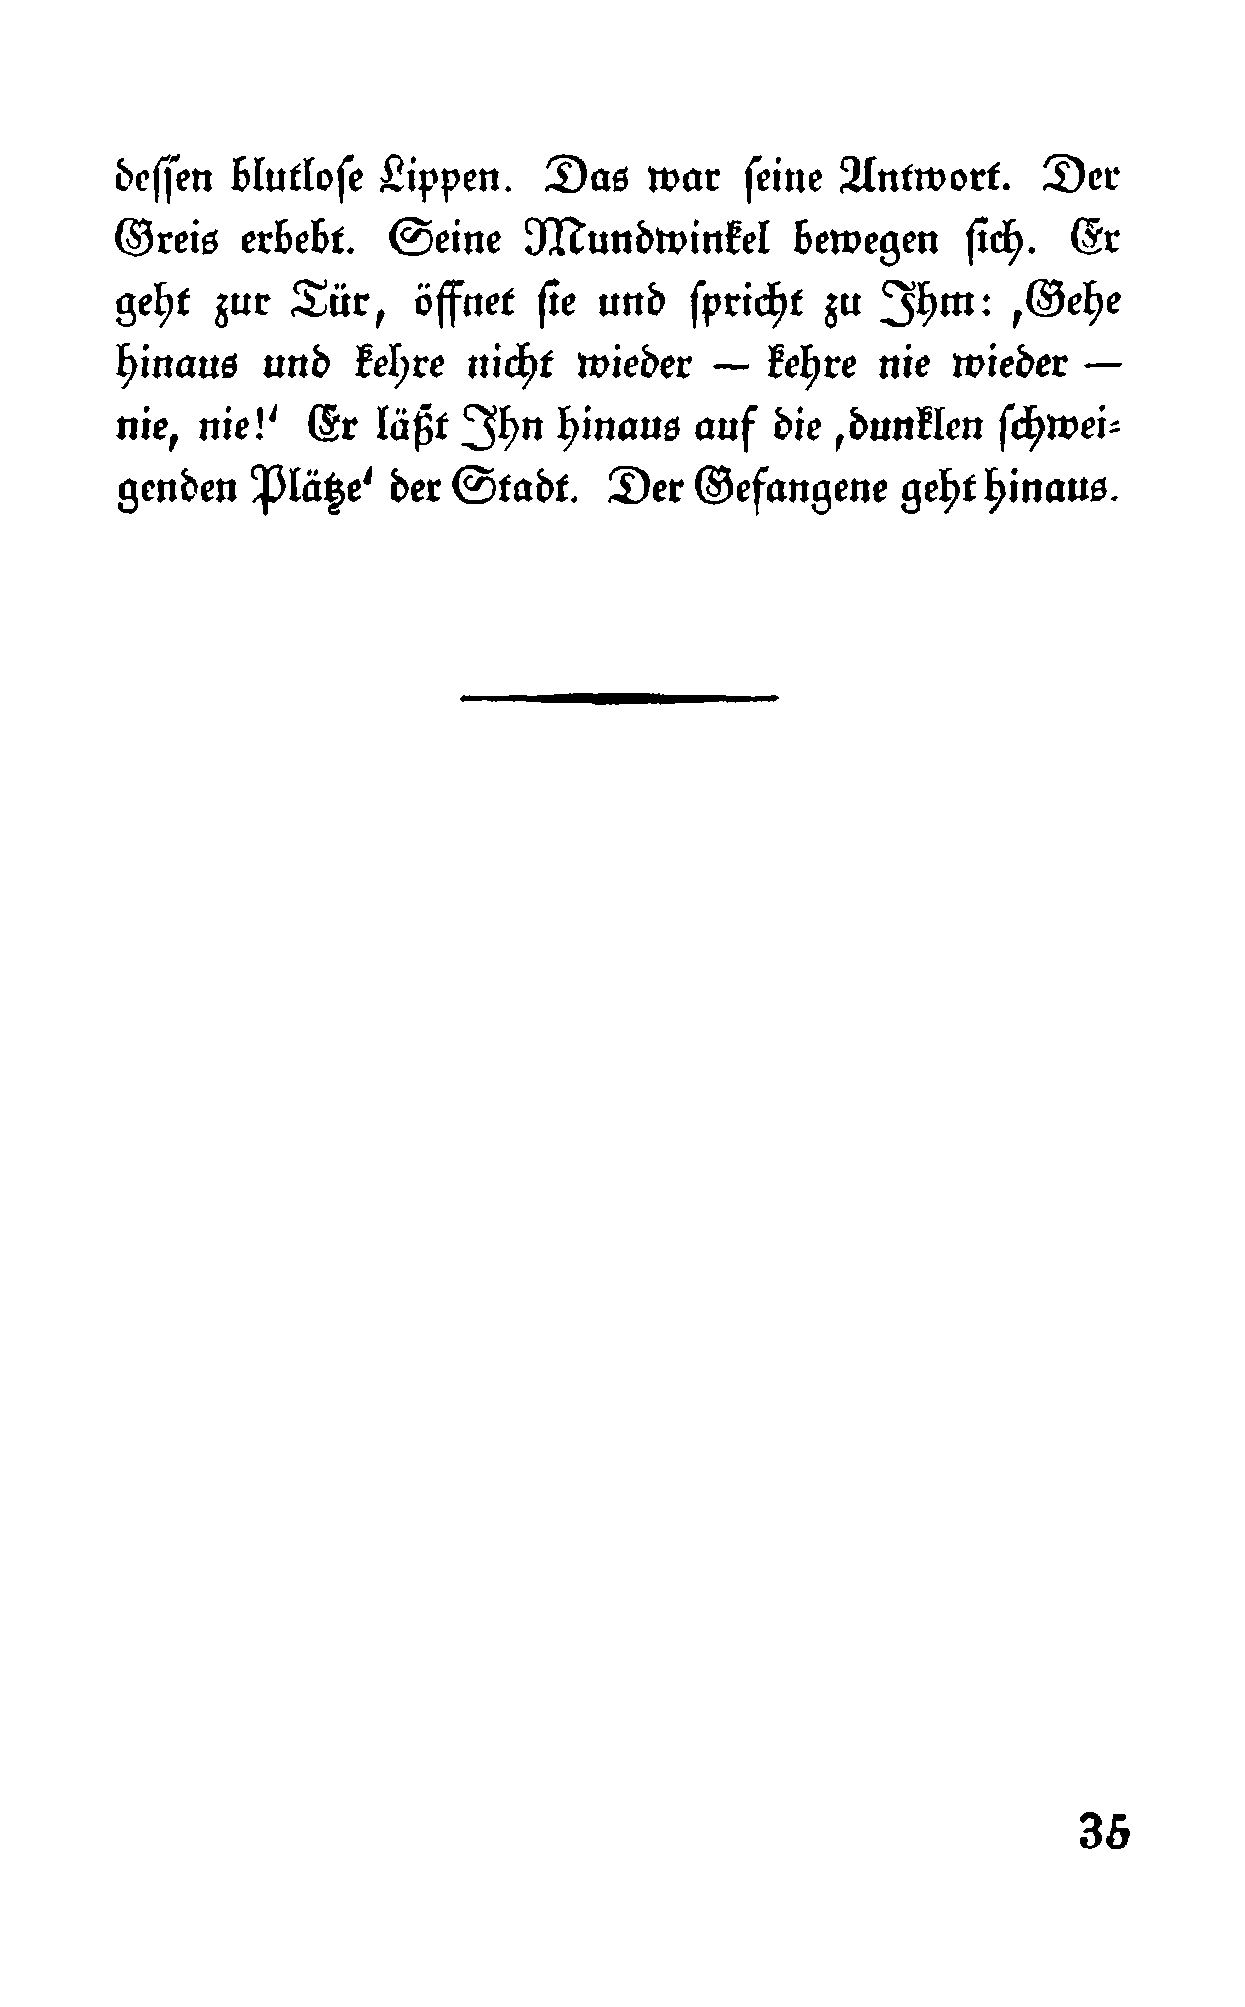 dessen blutlose Lippen. Das war seine Antwort. Der
Greis erbebt. Seine Mundwinkel bewegen sich. Er
geht zur Tür, öffnet sie und spricht zu Ihm: ‚Gehe
hinaus und kehre nicht wieder — kehre nie wieder —
nie, nie!‘ Er läßt Ihn hinaus auf die ‚dunklen schwei-
genden Plätze‘ der Stadt. Der Gefangene geht hinaus.
35